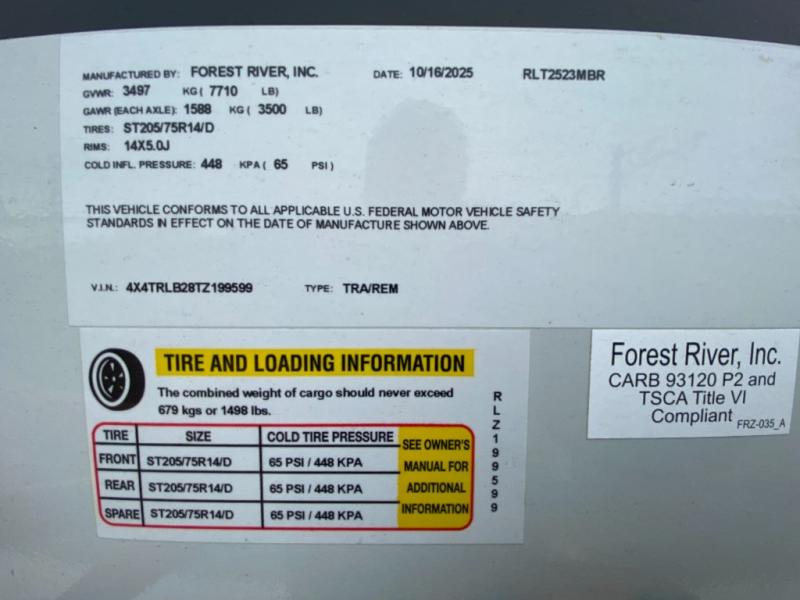 MANUFACTURED BY: FOREST RIVER, INC. DATE: 10/16/2025 RLT2523MBR
GVWR: 3497 KG ( 7710 LB)
GAWR (EACH AXLE): 1588 KG ( 3500 LB)
TIRES: ST205/75R14/D
RIMS: 14X5.0J
COLD INFL. PRESSURE: 448 KPA ( 65 PSI )
THIS VEHICLE CONFORMS TO ALL APPLICABLE U.S. FEDERAL MOTOR VEHICLE SAFETY
STANDARDS IN EFFECT ON THE DATE OF MANUFACTURE SHOWN ABOVE.
V.I.N.: 4X4TRLB28TZ199599 TYPE: TRA/REM
TIRE AND LOADING INFORMATION
The combined weight of cargo should never exceed
679 kgs or 1498 lbs.
TIRE SIZE COLD TIRE PRESSURE SEE OWNER'S
FRONT ST205/75R14/D 65 PSI / 448 KPA MANUAL FOR
REAR ST205/75R14/D 65 PSI / 448 KPA ADDITIONAL
SPARE ST205/75R14/D 65 PSI / 448 KPA INFORMATION
RLZ199599
Forest River, Inc.
CARB 93120 P2 and
TSCA Title VI
Compliant FRZ-035_A